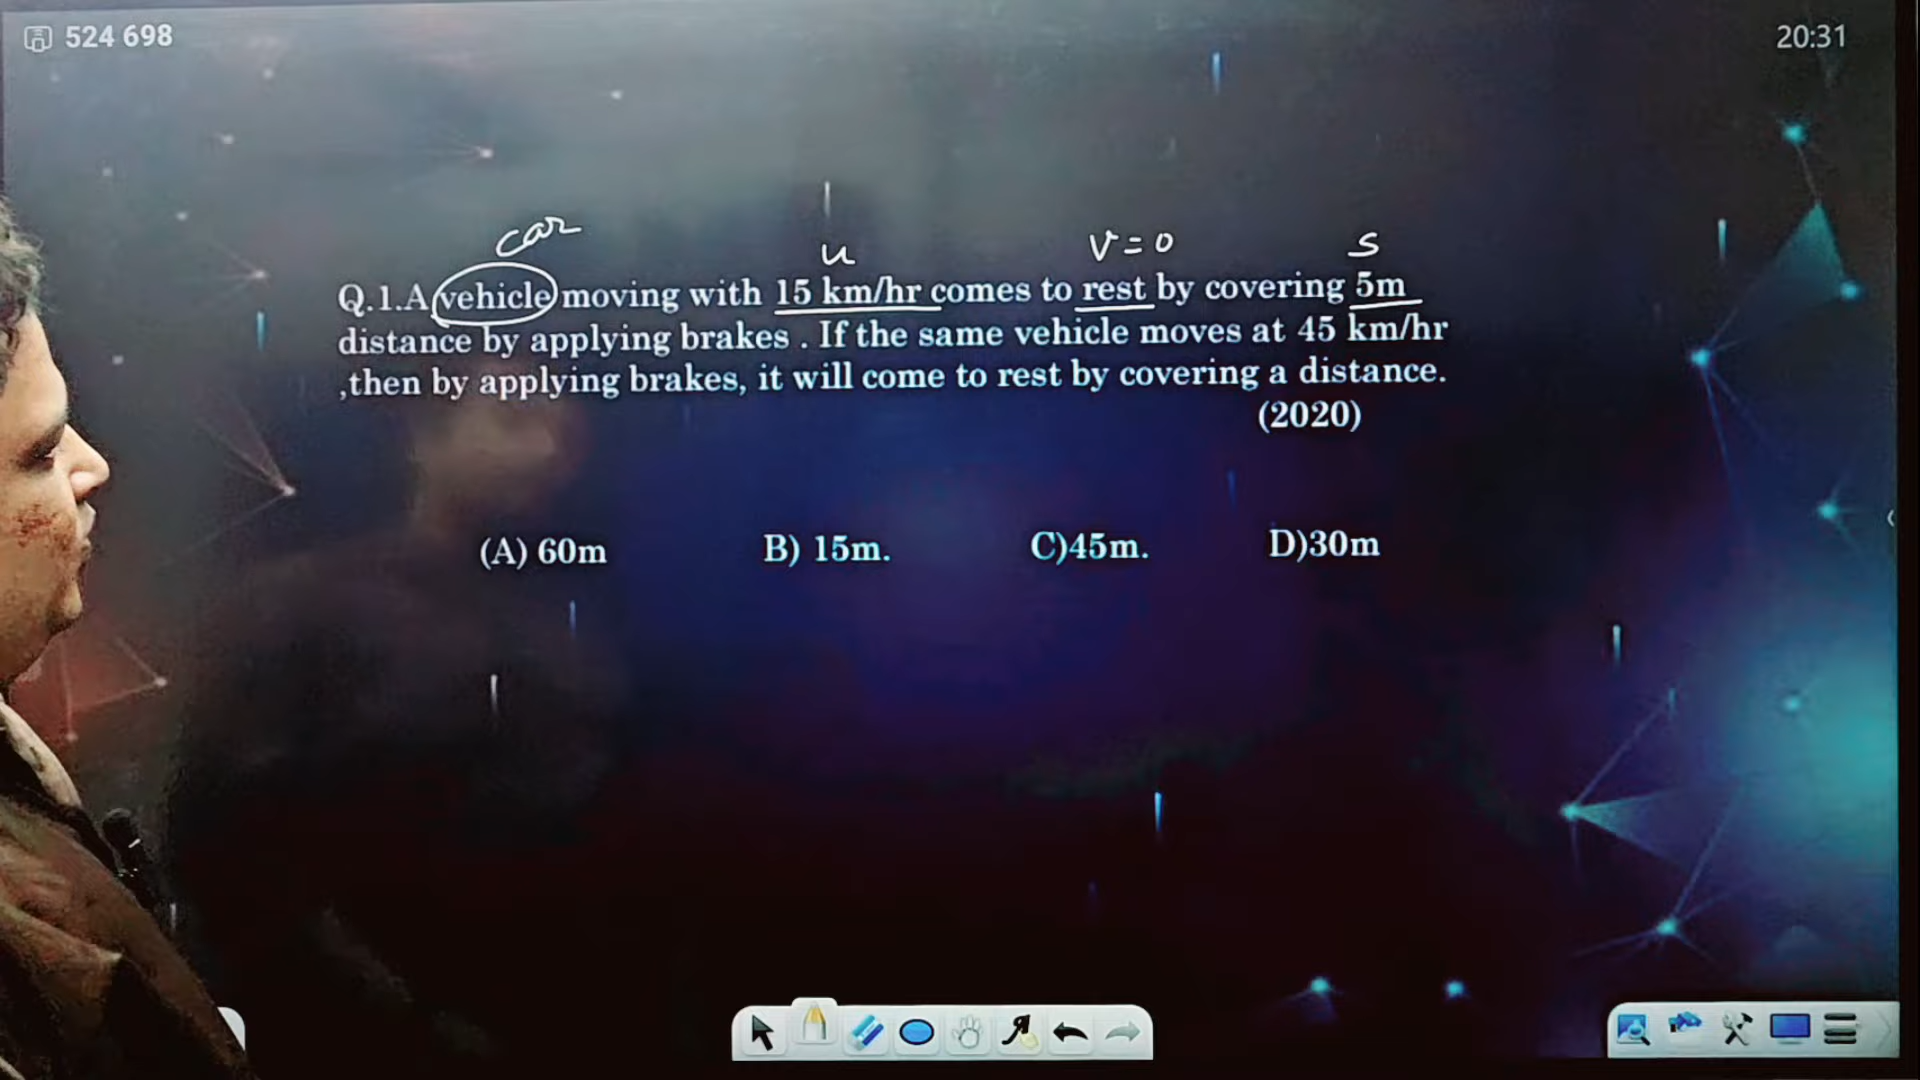 524 698
20:31
car
u
v=0
s
Q.1.A vehicle moving with 15 km/hr comes to rest by covering 5m
distance by applying brakes . If the same vehicle moves at 45 km/hr
,then by applying brakes, it will come to rest by covering a distance.
(2020)
(A) 60m B) 15m. C)45m. D)30m